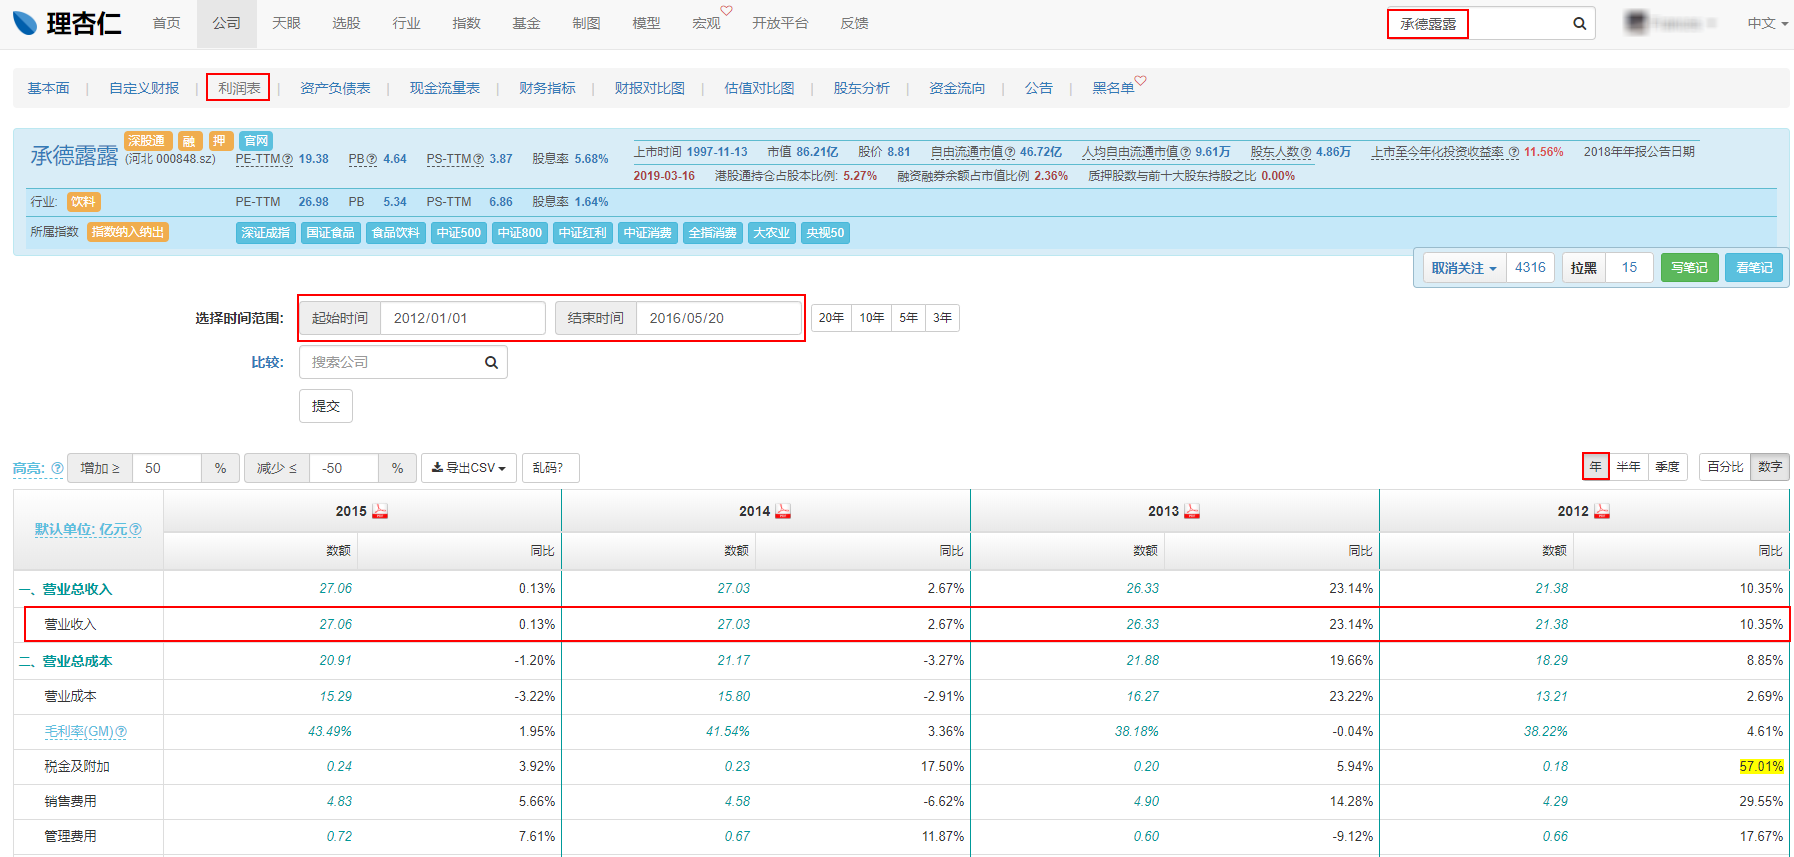 理杏仁 首页 公司 天眼 选股 行业 指数 基金 制图 模型 宏观 开放平台 反馈 承德露露 中文
基本面 | 自定义财报 | 利润表 | 资产负债表 | 现金流量表 | 财务指标 | 财报对比图 | 估值对比图 | 股东分析 | 资金流向 | 公告 | 黑名单
深股通 融 押 官网
承德露露 (河北 000848.sz) PE-TTM 19.38 PB 4.64 PS-TTM 3.87 股息率 5.68%
上市时间 1997-11-13 市值 86.21亿 股价 8.81 自由流通市值 46.72亿 人均自由流通市值 9.61万 股东人数 4.86万 上市至今年化投资收益率 11.56% 2018年年报公告日期
2019-03-16 港股通持仓占股本比例: 5.27% 融资融券余额占市值比例 2.36% 质押股数与前十大股东持股之比 0.00%
行业: 饮料 PE-TTM 26.98 PB 5.34 PS-TTM 6.86 股息率 1.64%
所属指数 指数纳入纳出 深证成指 国证食品 食品饮料 中证500 中证800 中证红利 中证消费 全指消费 大农业 央视50
取消关注 4316 拉黑 15 写笔记 看笔记
选择时间范围: 起始时间 2012/01/01 结束时间 2016/05/20 20年 10年 5年 3年
比较: 搜索公司
提交
高亮: 增加 ≥ 50 % 减少 ≤ -50 % 导出CSV 乱码? 年 半年 季度 百分比 数字
默认单位: 亿元 2015 2014 2013 2012
数额 同比 数额 同比 数额 同比 数额 同比
一、营业总收入 27.06 0.13% 27.03 2.67% 26.33 23.14% 21.38 10.35%
营业收入 27.06 0.13% 27.03 2.67% 26.33 23.14% 21.38 10.35%
二、营业总成本 20.91 -1.20% 21.17 -3.27% 21.88 19.66% 18.29 8.85%
营业成本 15.29 -3.22% 15.80 -2.91% 16.27 23.22% 13.21 2.69%
毛利率(GM) 43.49% 1.95% 41.54% 3.36% 38.18% -0.04% 38.22% 4.61%
税金及附加 0.24 3.92% 0.23 17.50% 0.20 5.94% 0.18 57.01%
销售费用 4.83 5.66% 4.58 -6.62% 4.90 14.28% 4.29 29.55%
管理费用 0.72 7.61% 0.67 11.87% 0.60 -9.12% 0.66 17.67%